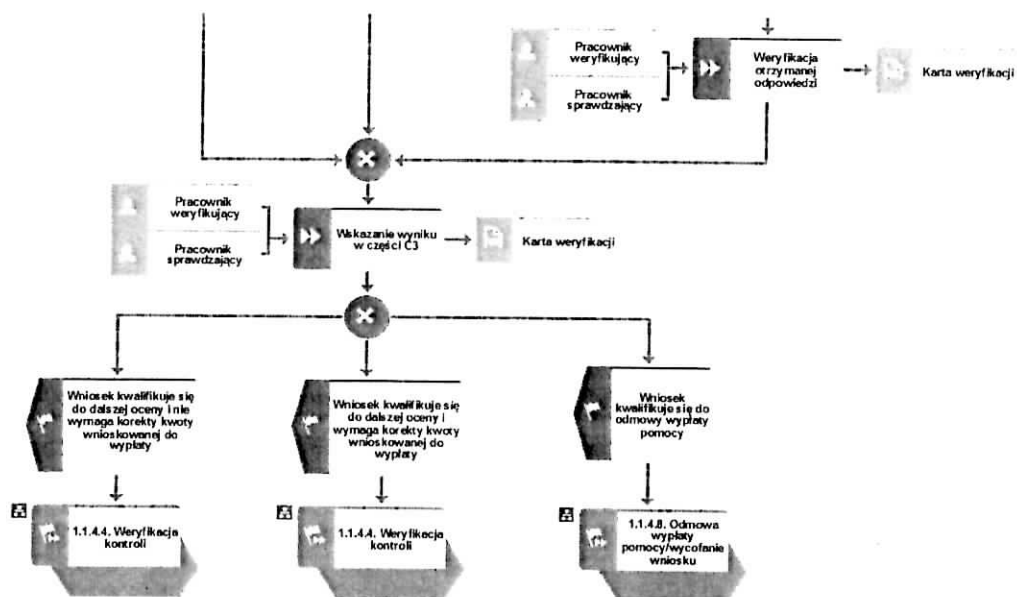 Pracownik
weryfikujący
Pracownik
sprawdzający
Weryfikacja
otrzymanej
odpowiedzi
Karta weryfikacji
Pracownik
weryfikujący
Pracownik
sprawdzający
Wskazanie wyniku
w części C3
Karta weryfikacji
Wniosek kwalifikuje się
do dalszej oceny i nie
wymaga korekty kwoty
wnioskowanej do
wypłaty
Wniosek kwalifikuje się
do dalszej oceny i
wymaga korekty kwoty
wnioskowanej do
wypłaty
Wniosek
kwalifikuje się do
odmowy wypłaty
pomocy
1.1.4.4. Weryfikacja
kontroli
1.1.4.4. Weryfikacja
kontroli
1.1.4.8. Odmowa
wypłaty
pomocy/wycofanie
wniosku